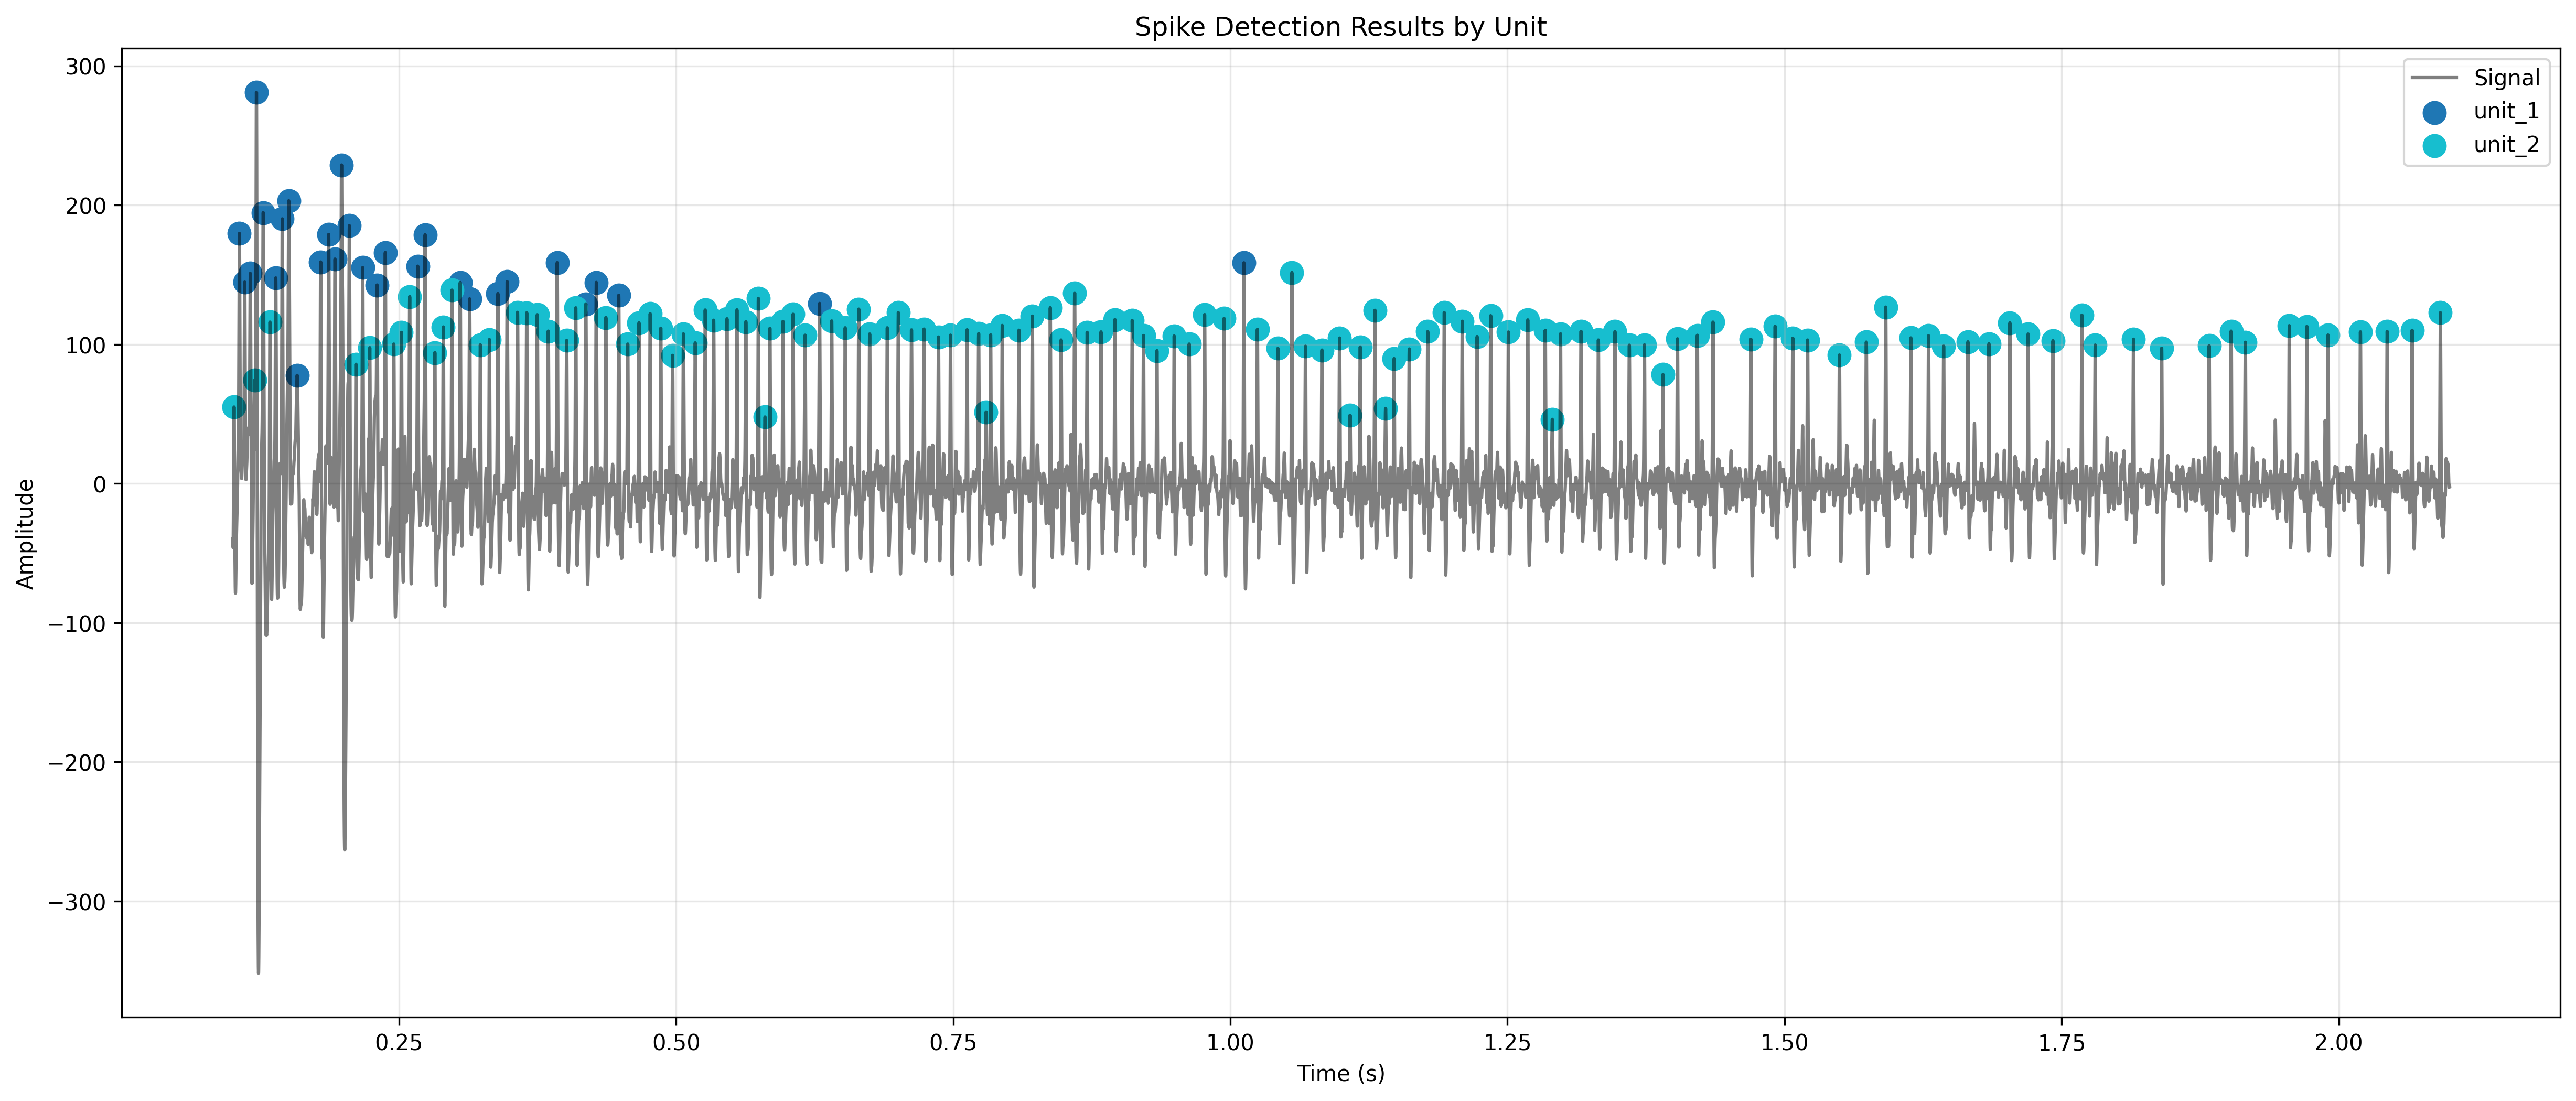 Spike Detection Results by Unit
300
200
100
0
−100
−200
−300
Amplitude
Signal
unit_1
unit_2
0.25
0.50
0.75
1.00
1.25
1.50
1.75
2.00
Time (s)